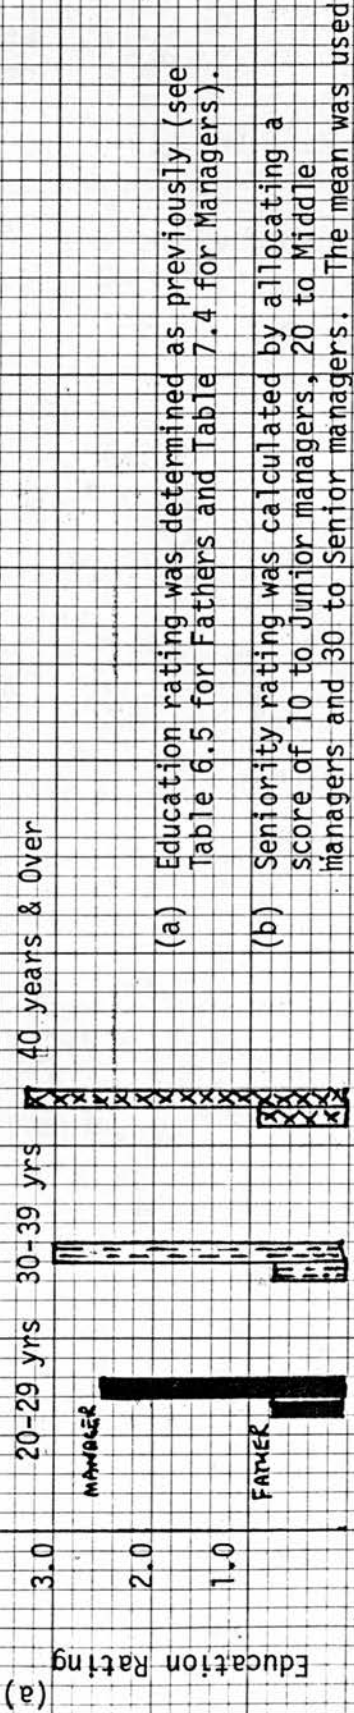 (a)
Education Rating
3.0
2.0
1.0
20-29 yrs 30-39 yrs 40 years & Over
MANAGER
FATHER
(a) Education rating was determined as previously (see
Table 6.5 for Fathers and Table 7.4 for Managers).
(b) Seniority rating was calculated by allocating a
score of 10 to Junior managers, 20 to Middle
managers and 30 to Senior managers. The mean was used